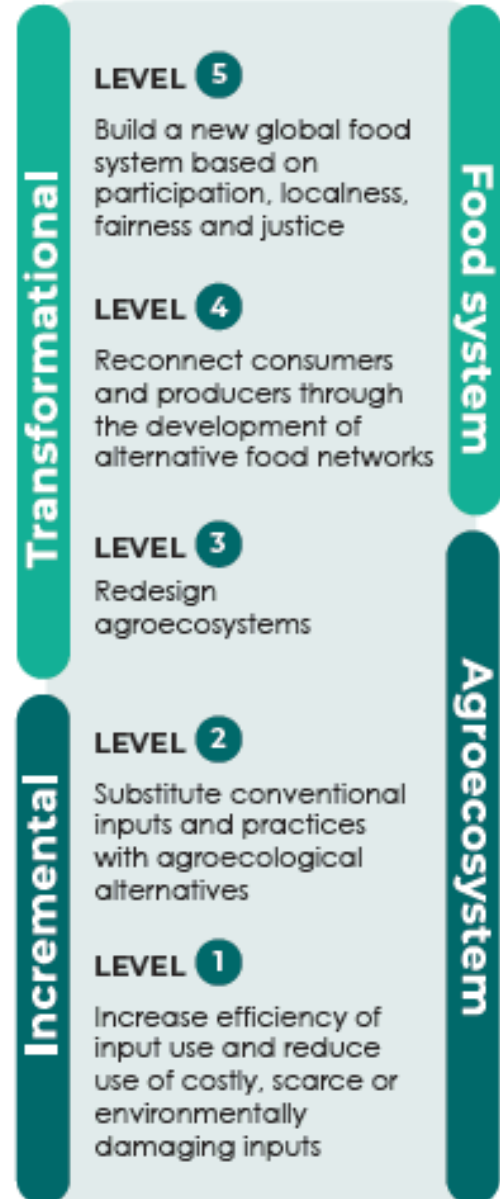 Transformational
LEVEL 5
Build a new global food
system based on
participation, localness,
fairness and justice
LEVEL 4
Reconnect consumers
and producers through
the development of
alternative food networks
LEVEL 3
Redesign
agroecosystems
Incremental
LEVEL 2
Substitute conventional
inputs and practices
with agroecological
alternatives
LEVEL 1
Increase efficiency of
input use and reduce
use of costly, scarce or
environmentally
damaging inputs
Food system
Agroecosystem